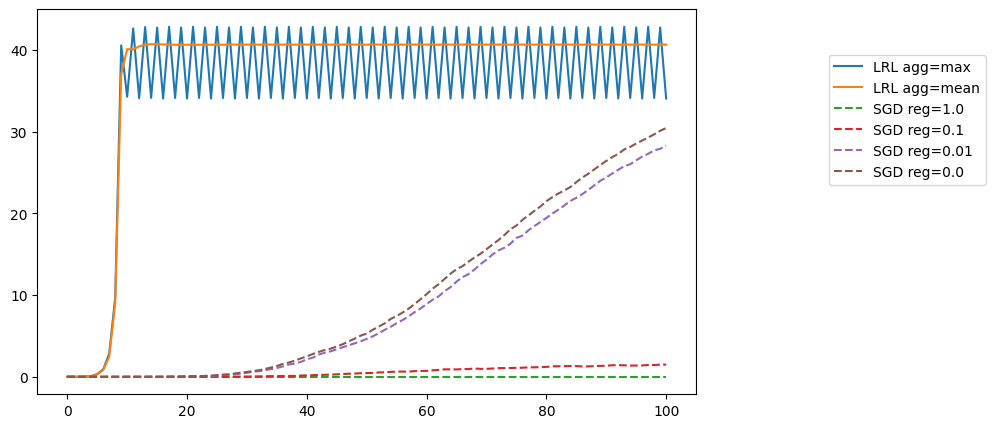 40
30
20
10
0
0
20
40
60
80
100
LRL agg=max
LRL agg=mean
SGD reg=1.0
SGD reg=0.1
SGD reg=0.01
SGD reg=0.0